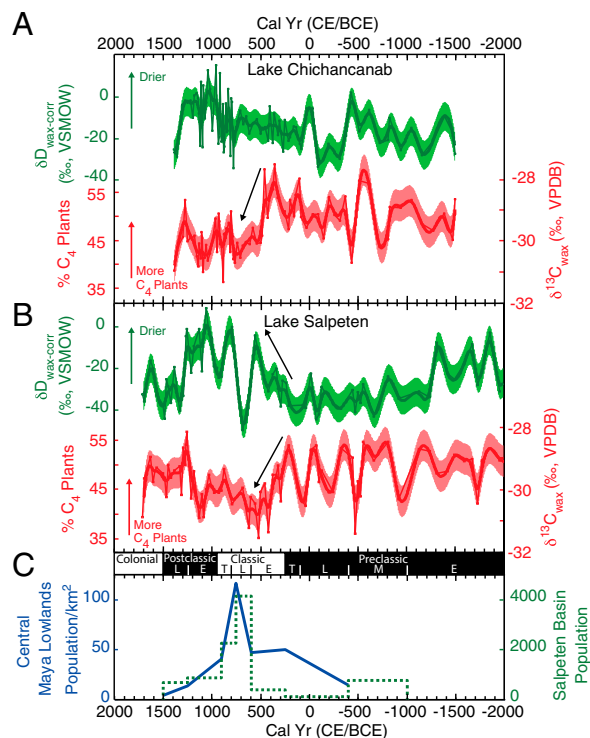 Cal Yr (CE/BCE)
2000 1500 1000 500 0 -500 -1000 -1500 -2000
A
Lake Chichancanab
Drier
0
-20
-40
δD wax-corr
(‰, VSMOW)
55
45
35
% C4 Plants
More
C4 Plants
-28
-30
-32
δ13C wax (‰, VPDB)
B
Lake Salpeten
Drier
0
-20
-40
δD wax-corr
(‰, VSMOW)
55
45
35
% C4 Plants
More
C4 Plants
-28
-30
-32
δ13C wax (‰, VPDB)
C
Colonial Postclassic Classic Preclassic
L E T L E T L M E
100
50
0
Central
Maya Lowlands
Population/km2
4000
2000
0
Salpeten Basin
Population
2000 1500 1000 500 0 -500 -1000 -1500 -2000
Cal Yr (CE/BCE)